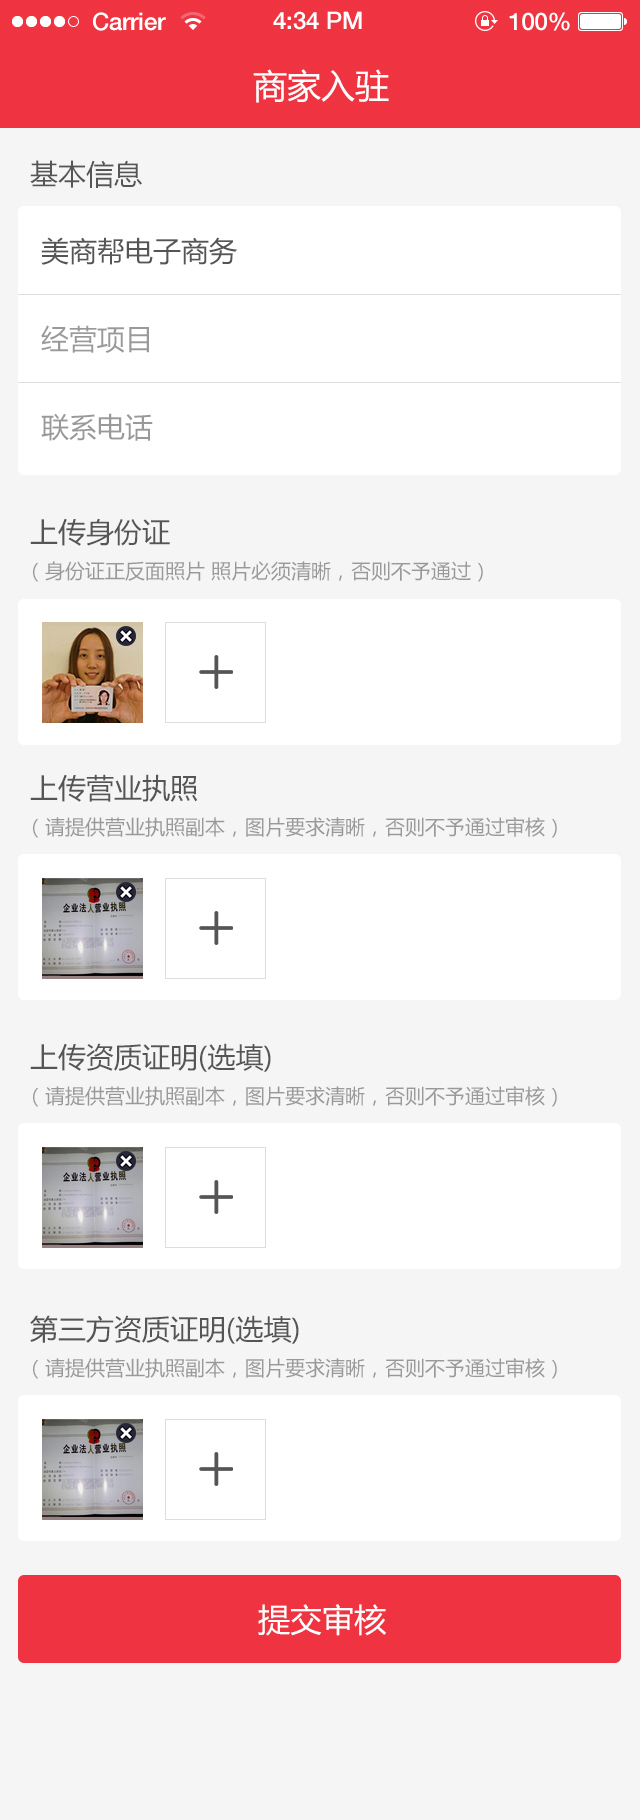 Carrier 4:34 PM 100%
商家入驻
基本信息
美商帮电子商务
经营项目
联系电话
上传身份证
（身份证正反面照片 照片必须清晰，否则不予通过）
上传营业执照
（请提供营业执照副本，图片要求清晰，否则不予通过审核）
企业法人营业执照
上传资质证明(选填)
（请提供营业执照副本，图片要求清晰，否则不予通过审核）
企业法人营业执照
第三方资质证明(选填)
（请提供营业执照副本，图片要求清晰，否则不予通过审核）
企业法人营业执照
提交审核